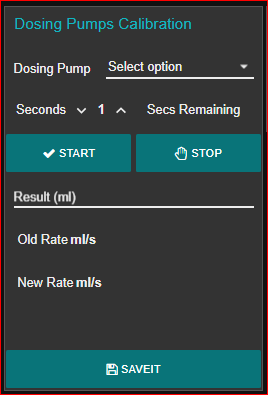 Dosing Pumps Calibration
Dosing Pump Select option
Seconds 1 Secs Remaining
START STOP
Result (ml)
Old Rate ml/s
New Rate ml/s
SAVEIT